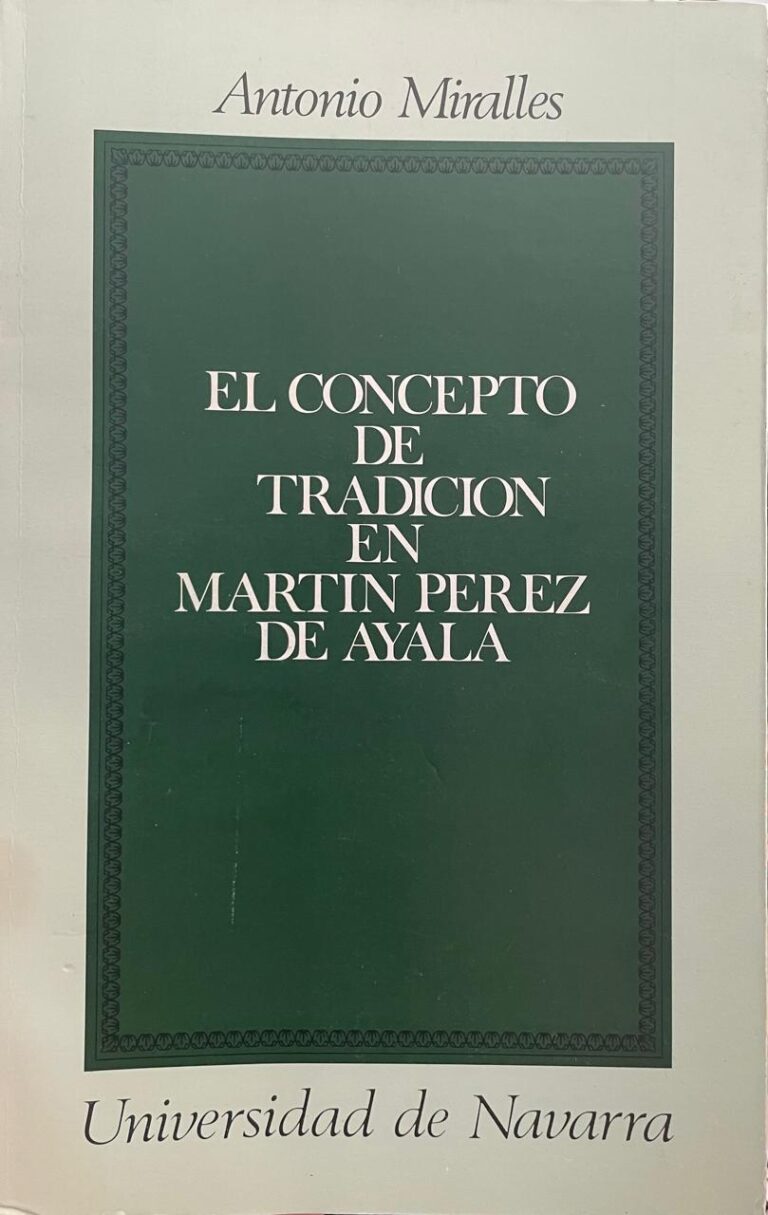 Antonio Miralles
EL CONCEPTO
DE
TRADICION
EN
MARTIN PEREZ
DE AYALA
Universidad de Navarra